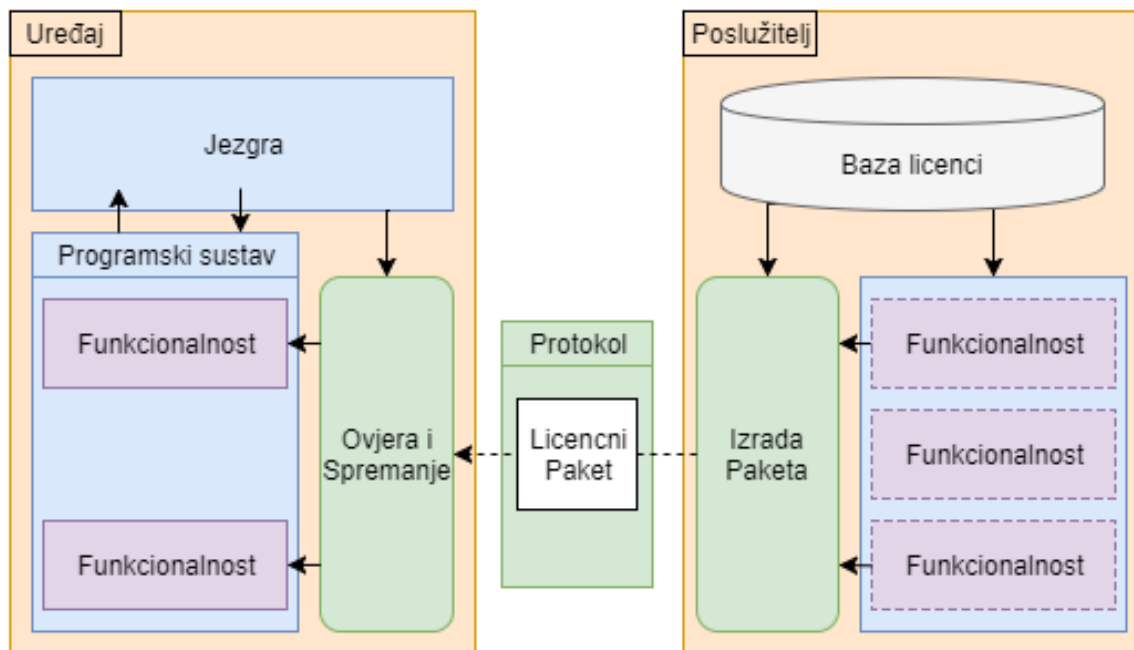 Uređaj
Jezgra
Programski sustav
Funkcionalnost
Funkcionalnost
Ovjera i
Spremanje
Protokol
Licencni
Paket
Poslužitelj
Baza licenci
Izrada
Paketa
Funkcionalnost
Funkcionalnost
Funkcionalnost